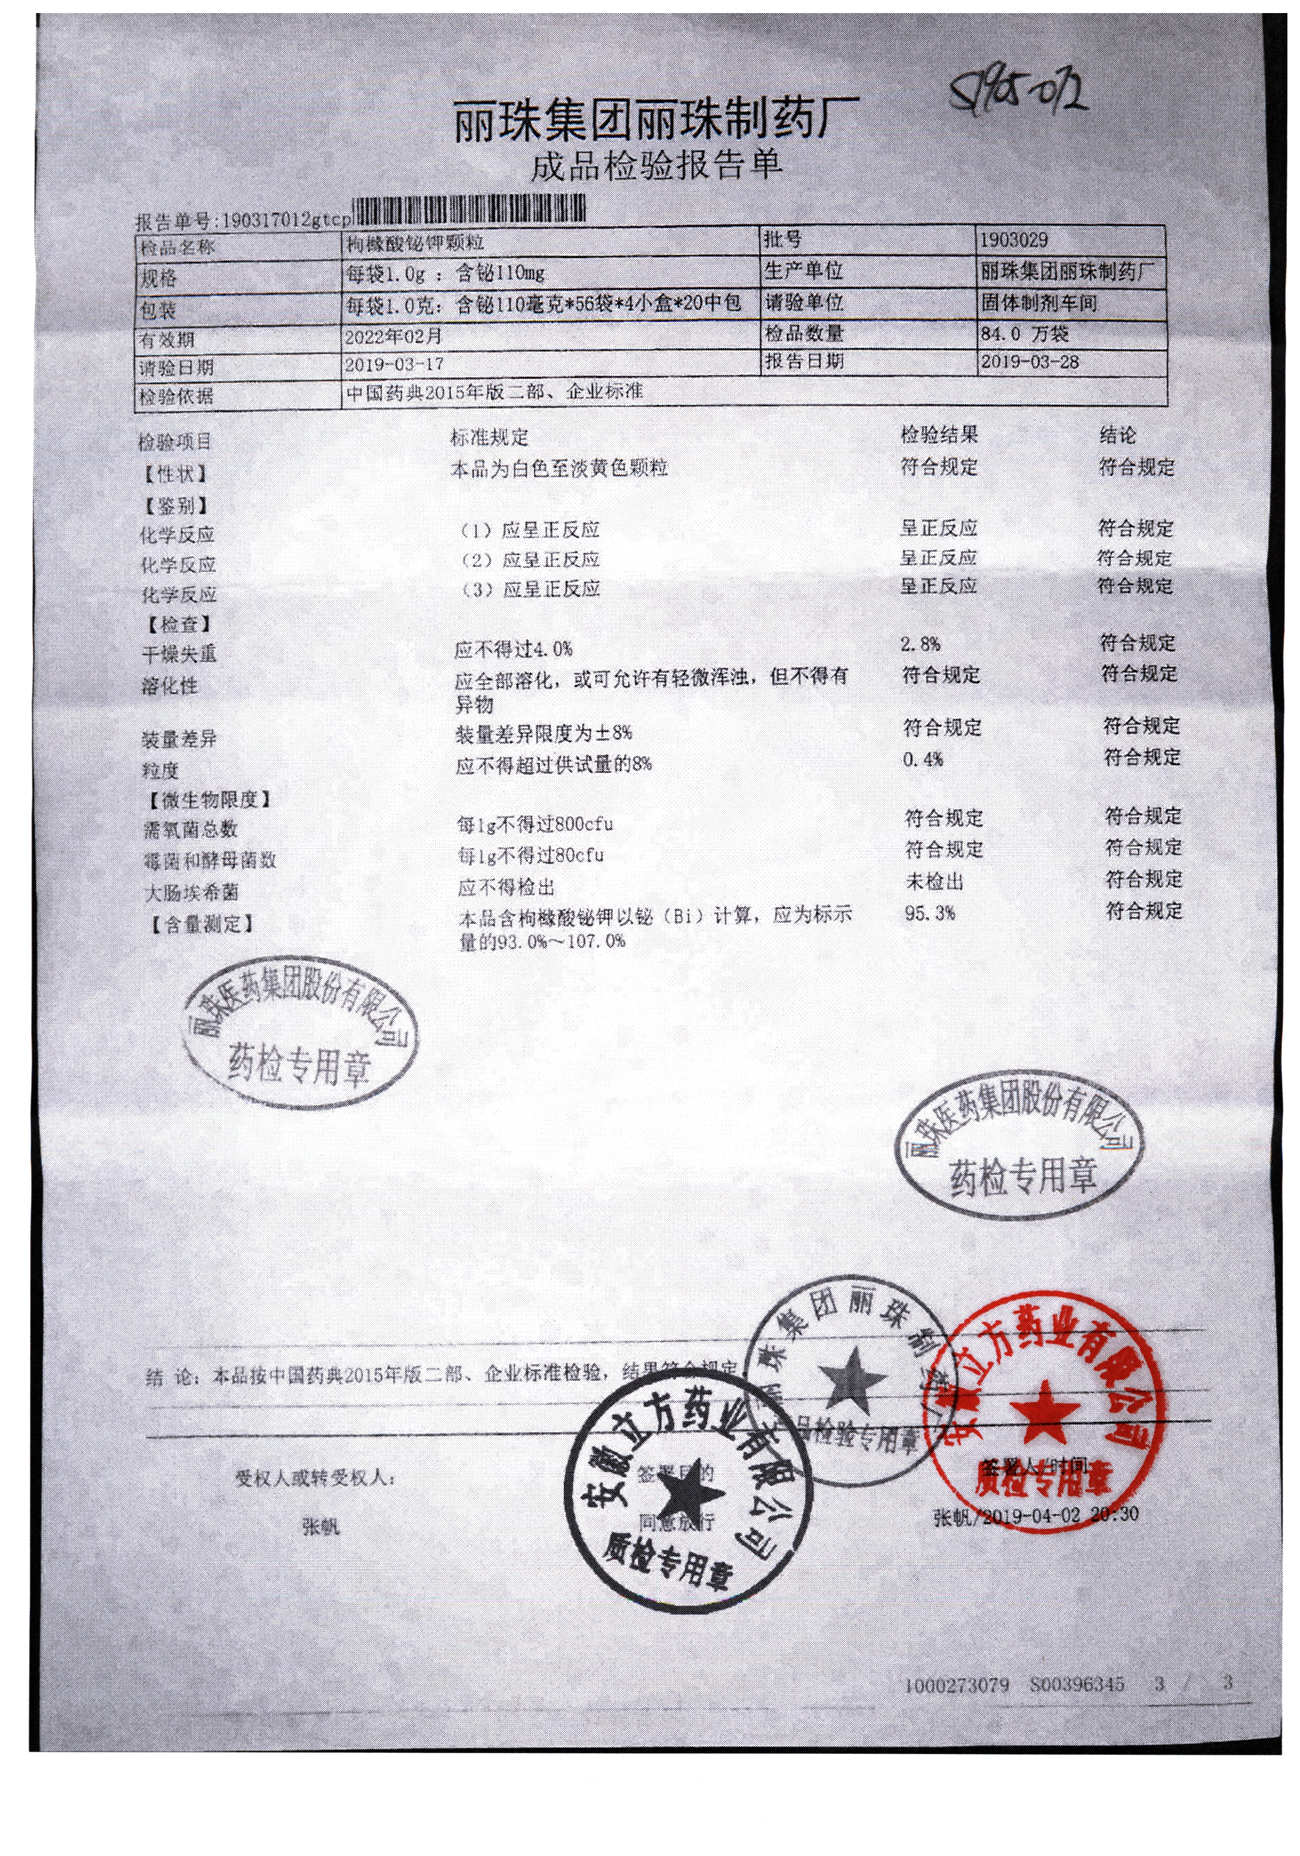 丽珠集团丽珠制药厂
成品检验报告单
报告单号:190317012gtcp
检品名称 枸橼酸铋钾颗粒 批号 1903029
规格 每袋1.0g：含铋110mg 生产单位 丽珠集团丽珠制药厂
包装 每袋1.0克：含铋110毫克*56袋*4小盒*20中包 请验单位 固体制剂车间
有效期 2022年02月 检品数量 84.0 万袋
请验日期 2019-03-17 报告日期 2019-03-28
检验依据 中国药典2015年版二部、企业标准
检验项目 标准规定 检验结果 结论
【性状】 本品为白色至淡黄色颗粒 符合规定 符合规定
【鉴别】
化学反应 （1）应呈正反应 呈正反应 符合规定
化学反应 （2）应呈正反应 呈正反应 符合规定
化学反应 （3）应呈正反应 呈正反应 符合规定
【检查】
干燥失重 应不得过4.0% 2.8% 符合规定
溶化性 应全部溶化，或可允许有轻微浑浊，但不得有 符合规定 符合规定
异物
装量差异 装量差异限度为±8% 符合规定 符合规定
粒度 应不得超过供试量的8% 0.4% 符合规定
【微生物限度】
需氧菌总数 每1g不得过800cfu 符合规定 符合规定
霉菌和酵母菌数 每1g不得过80cfu 符合规定 符合规定
大肠埃希菌 应不得检出 未检出 符合规定
【含量测定】 本品含枸橼酸铋钾以铋（Bi）计算，应为标示 95.3% 符合规定
量的93.0%～107.0%
丽珠医药集团股份有限公司
药检专用章
丽珠医药集团股份有限公司
药检专用章
结 论：本品按中国药典2015年版二部、企业标准检验，结果符合规定
丽珠集团丽珠制药厂
品检验专用章
安徽立方药业有限公司
质检专用章
安徽立方药业有限公司
质检专用章
受权人或转受权人： 签署目的 签署人/时间
张帆 同意放行 张帆/2019-04-02 20:30
1000273079 S00396345 3 / 3